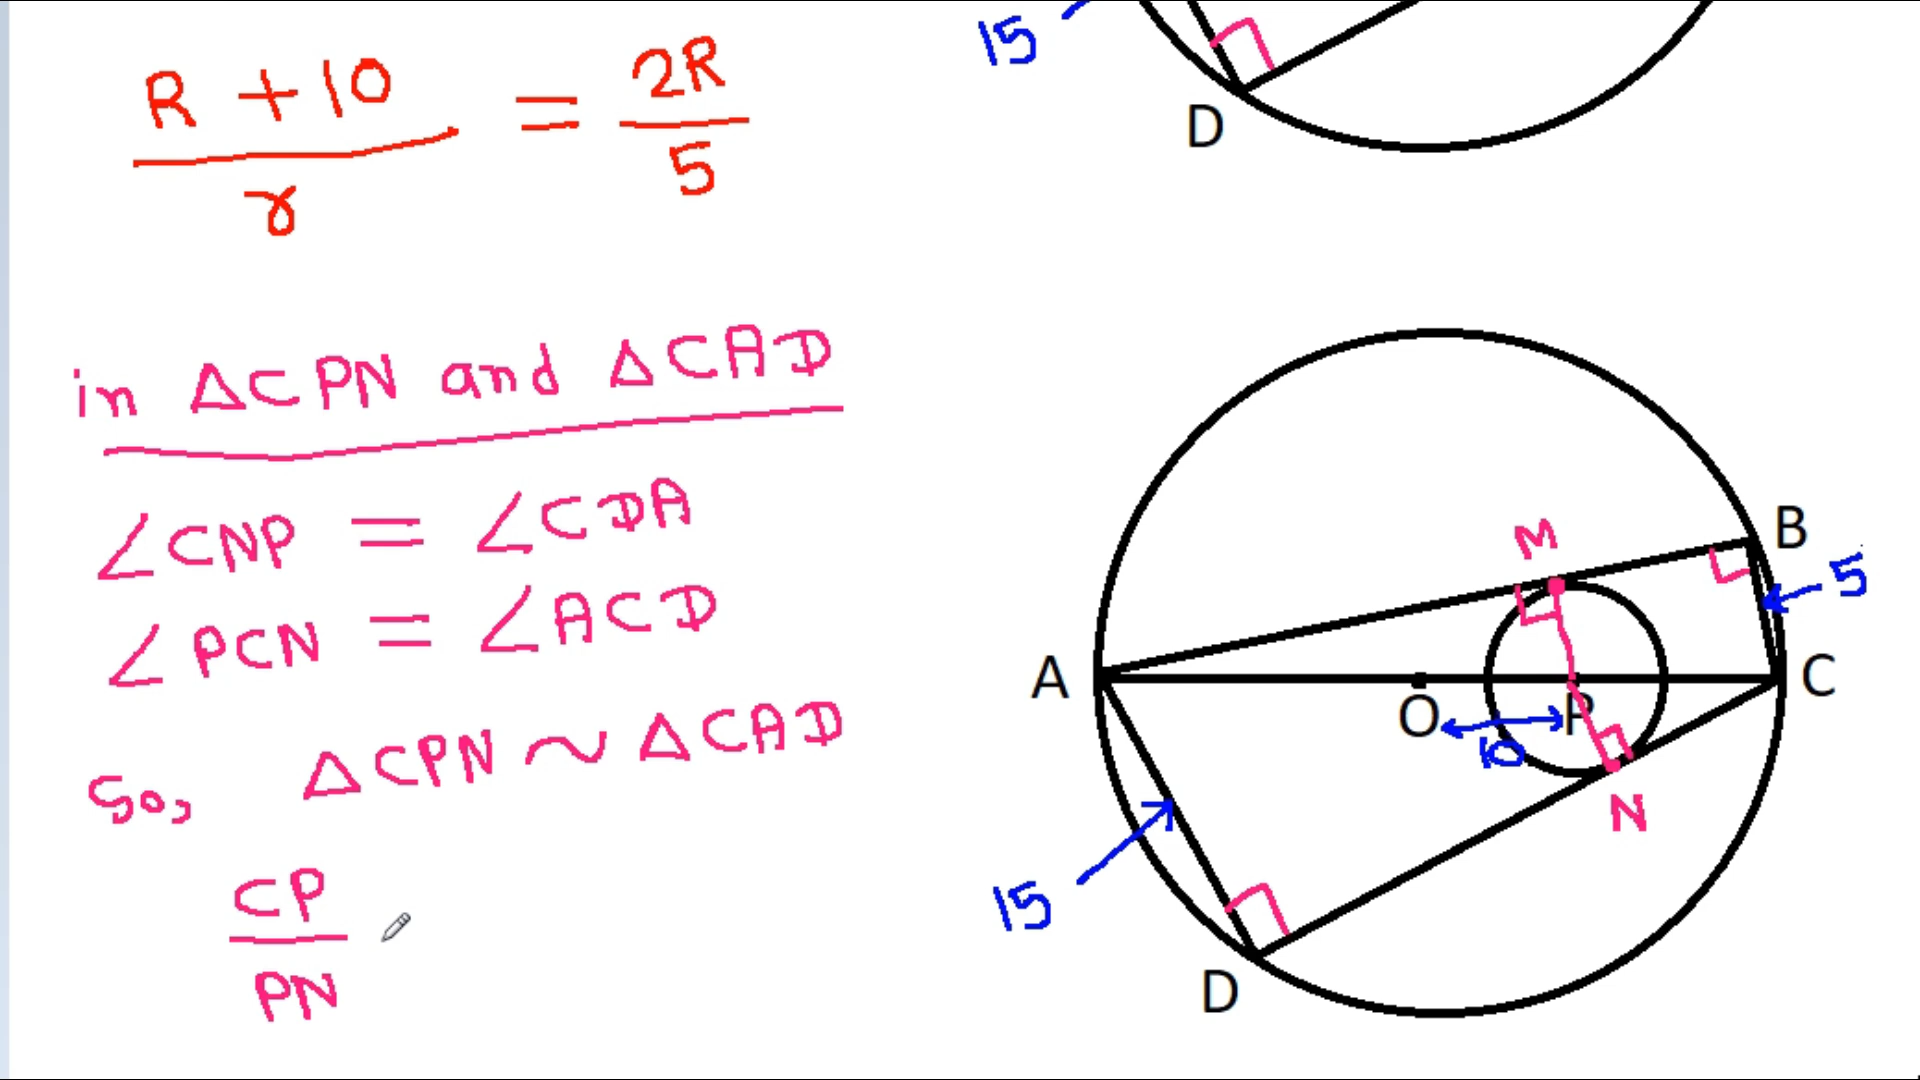 R + 10 / r = 2R / 5
in ΔCPN and ΔCAD
∠CNP = ∠CDA
∠PCN = ∠ACD
So, ΔCPN ~ ΔCAD
CP / PN
15
D
M
B
5
A
O
P
C
10
N
15
D